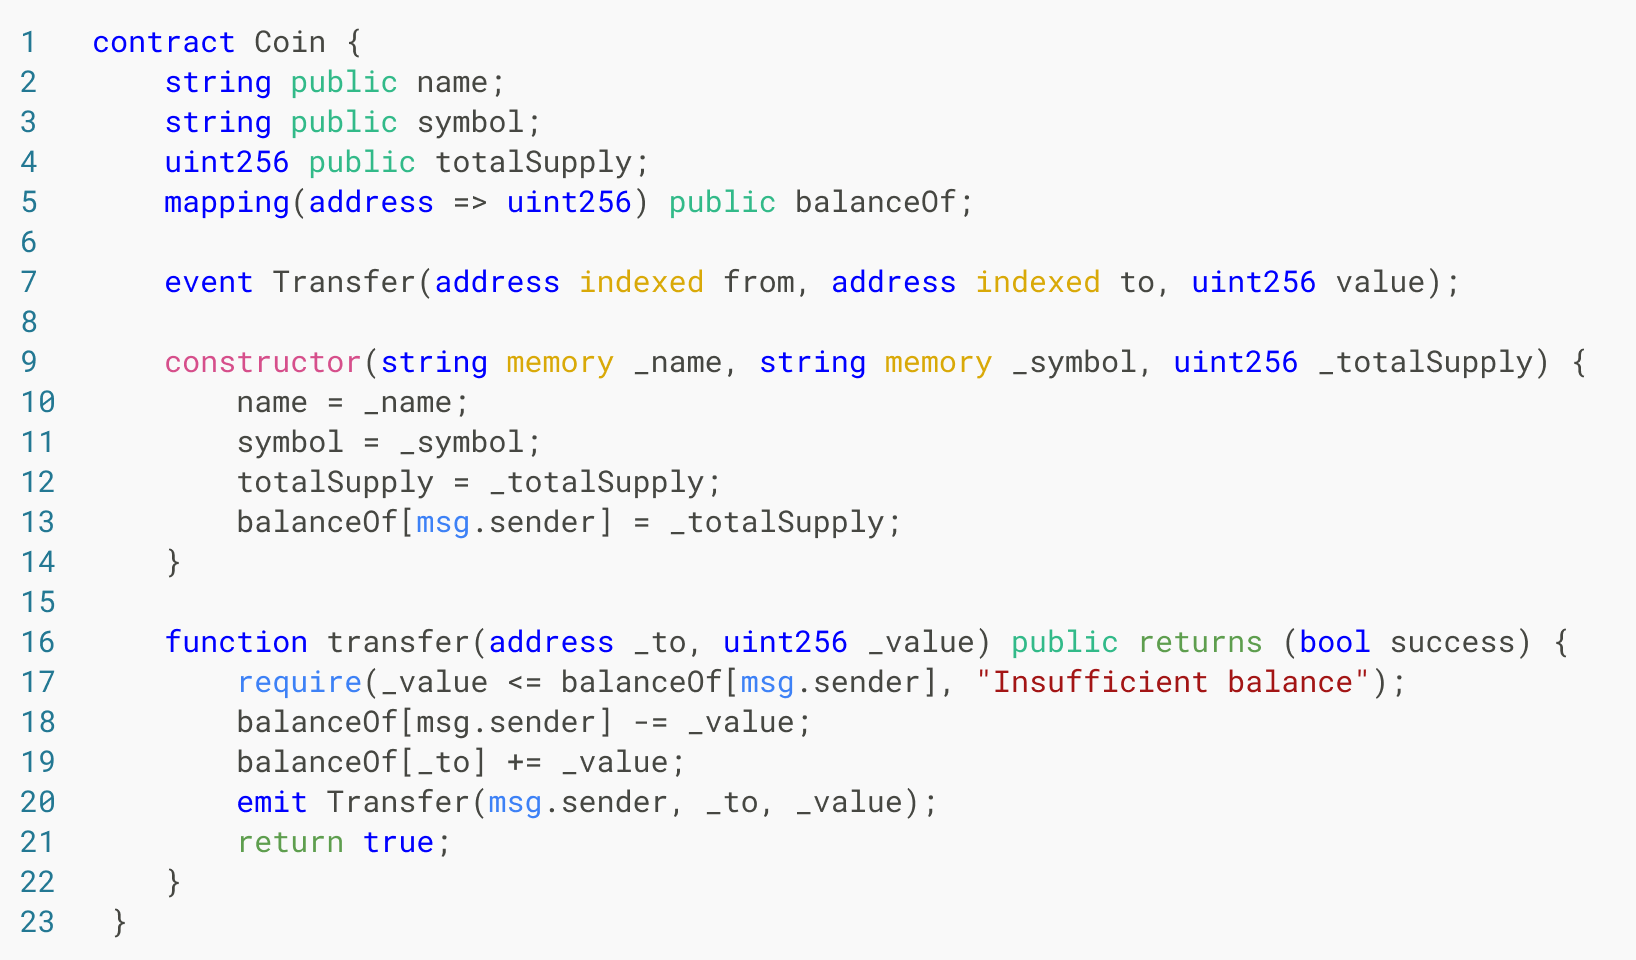 1 contract Coin {
2 string public name;
3 string public symbol;
4 uint256 public totalSupply;
5 mapping(address => uint256) public balanceOf;
6
7 event Transfer(address indexed from, address indexed to, uint256 value);
8
9 constructor(string memory _name, string memory _symbol, uint256 _totalSupply) {
10 name = _name;
11 symbol = _symbol;
12 totalSupply = _totalSupply;
13 balanceOf[msg.sender] = _totalSupply;
14 }
15
16 function transfer(address _to, uint256 _value) public returns (bool success) {
17 require(_value <= balanceOf[msg.sender], "Insufficient balance");
18 balanceOf[msg.sender] -= _value;
19 balanceOf[_to] += _value;
20 emit Transfer(msg.sender, _to, _value);
21 return true;
22 }
23 }